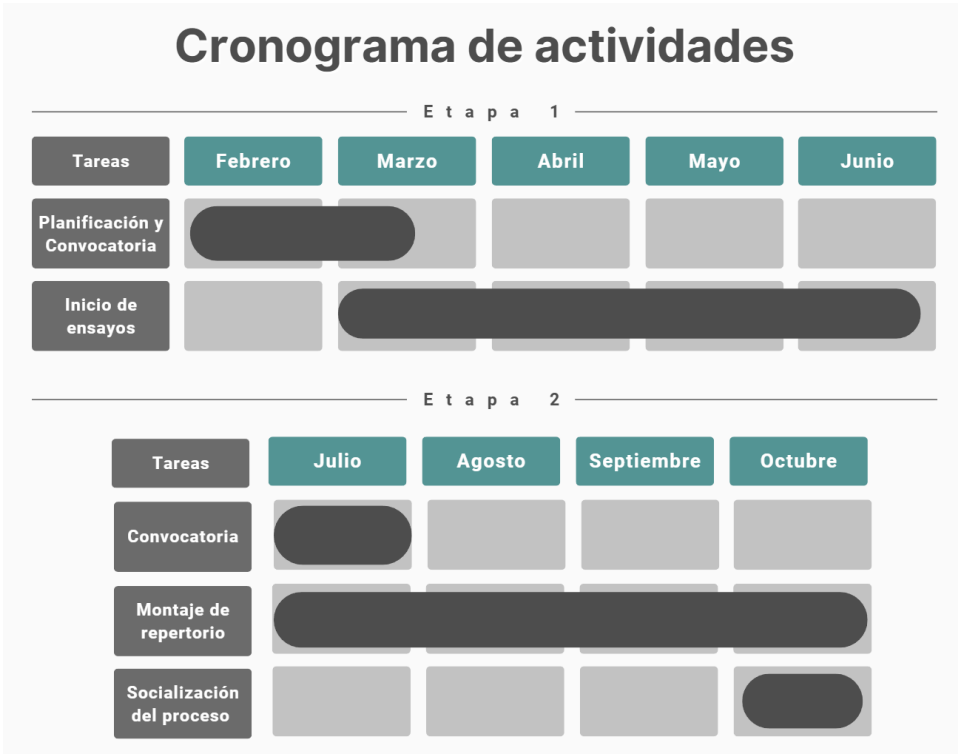 Cronograma de actividades
Etapa 1
Tareas Febrero Marzo Abril Mayo Junio
Planificación y
Convocatoria
Inicio de
ensayos
Etapa 2
Tareas Julio Agosto Septiembre Octubre
Convocatoria
Montaje de
repertorio
Socialización
del proceso